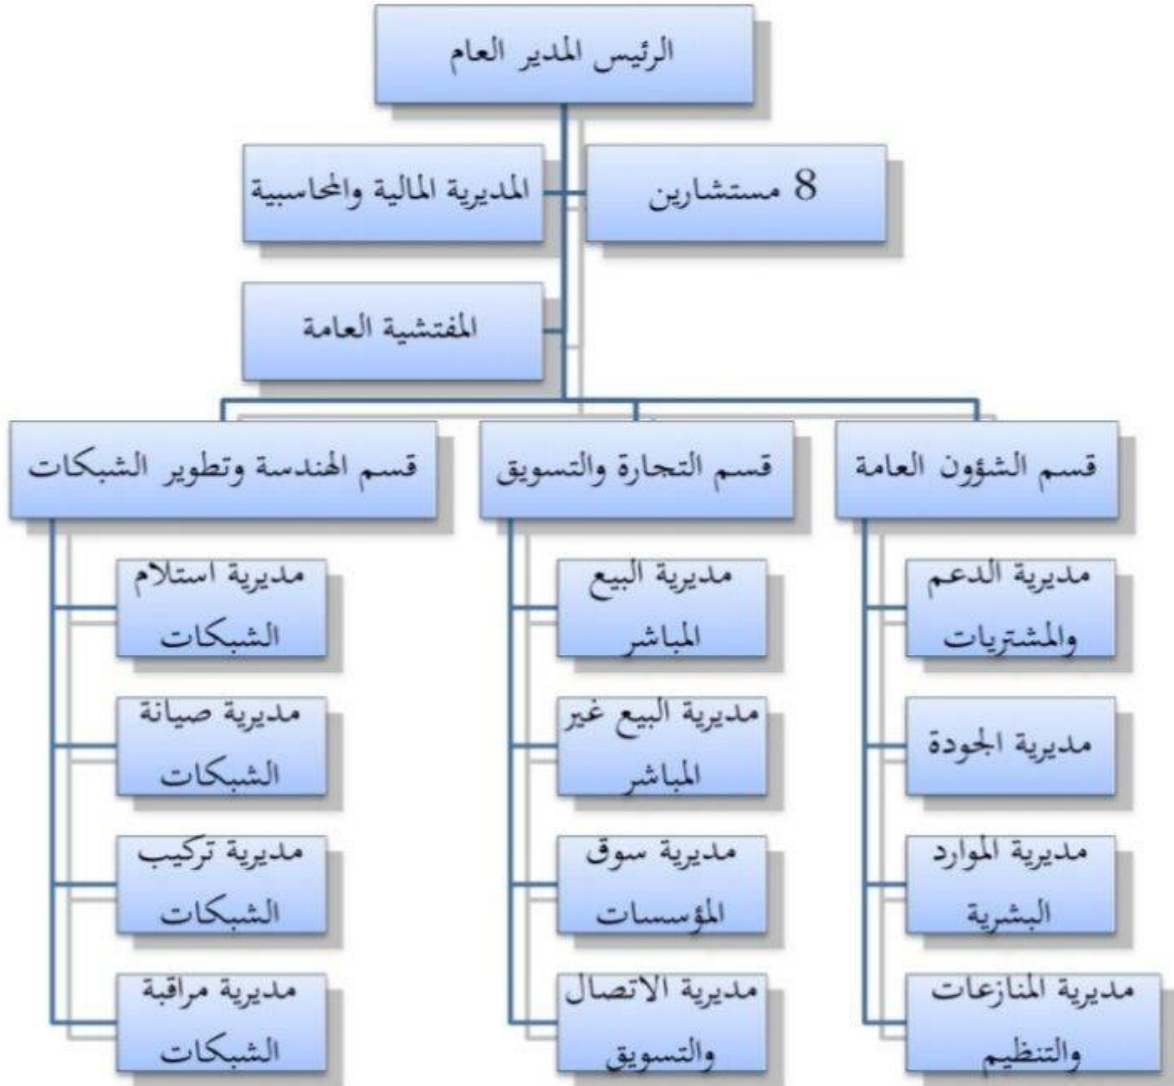 الرئيس المدير العام
8 مستشارين
المديرية المالية والمحاسبية
المفتشية العامة
قسم الشؤون العامة
مديرية الدعم
والمشتريات
مديرية الجودة
مديرية الموارد
البشرية
مديرية المنازعات
والتنظيم
قسم التجارة والتسويق
مديرية البيع
المباشر
مديرية البيع غير
المباشر
مديرية سوق
المؤسسات
مديرية الاتصال
والتسويق
قسم الهندسة وتطوير الشبكات
مديرية استلام
الشبكات
مديرية صيانة
الشبكات
مديرية تركيب
الشبكات
مديرية مراقبة
الشبكات